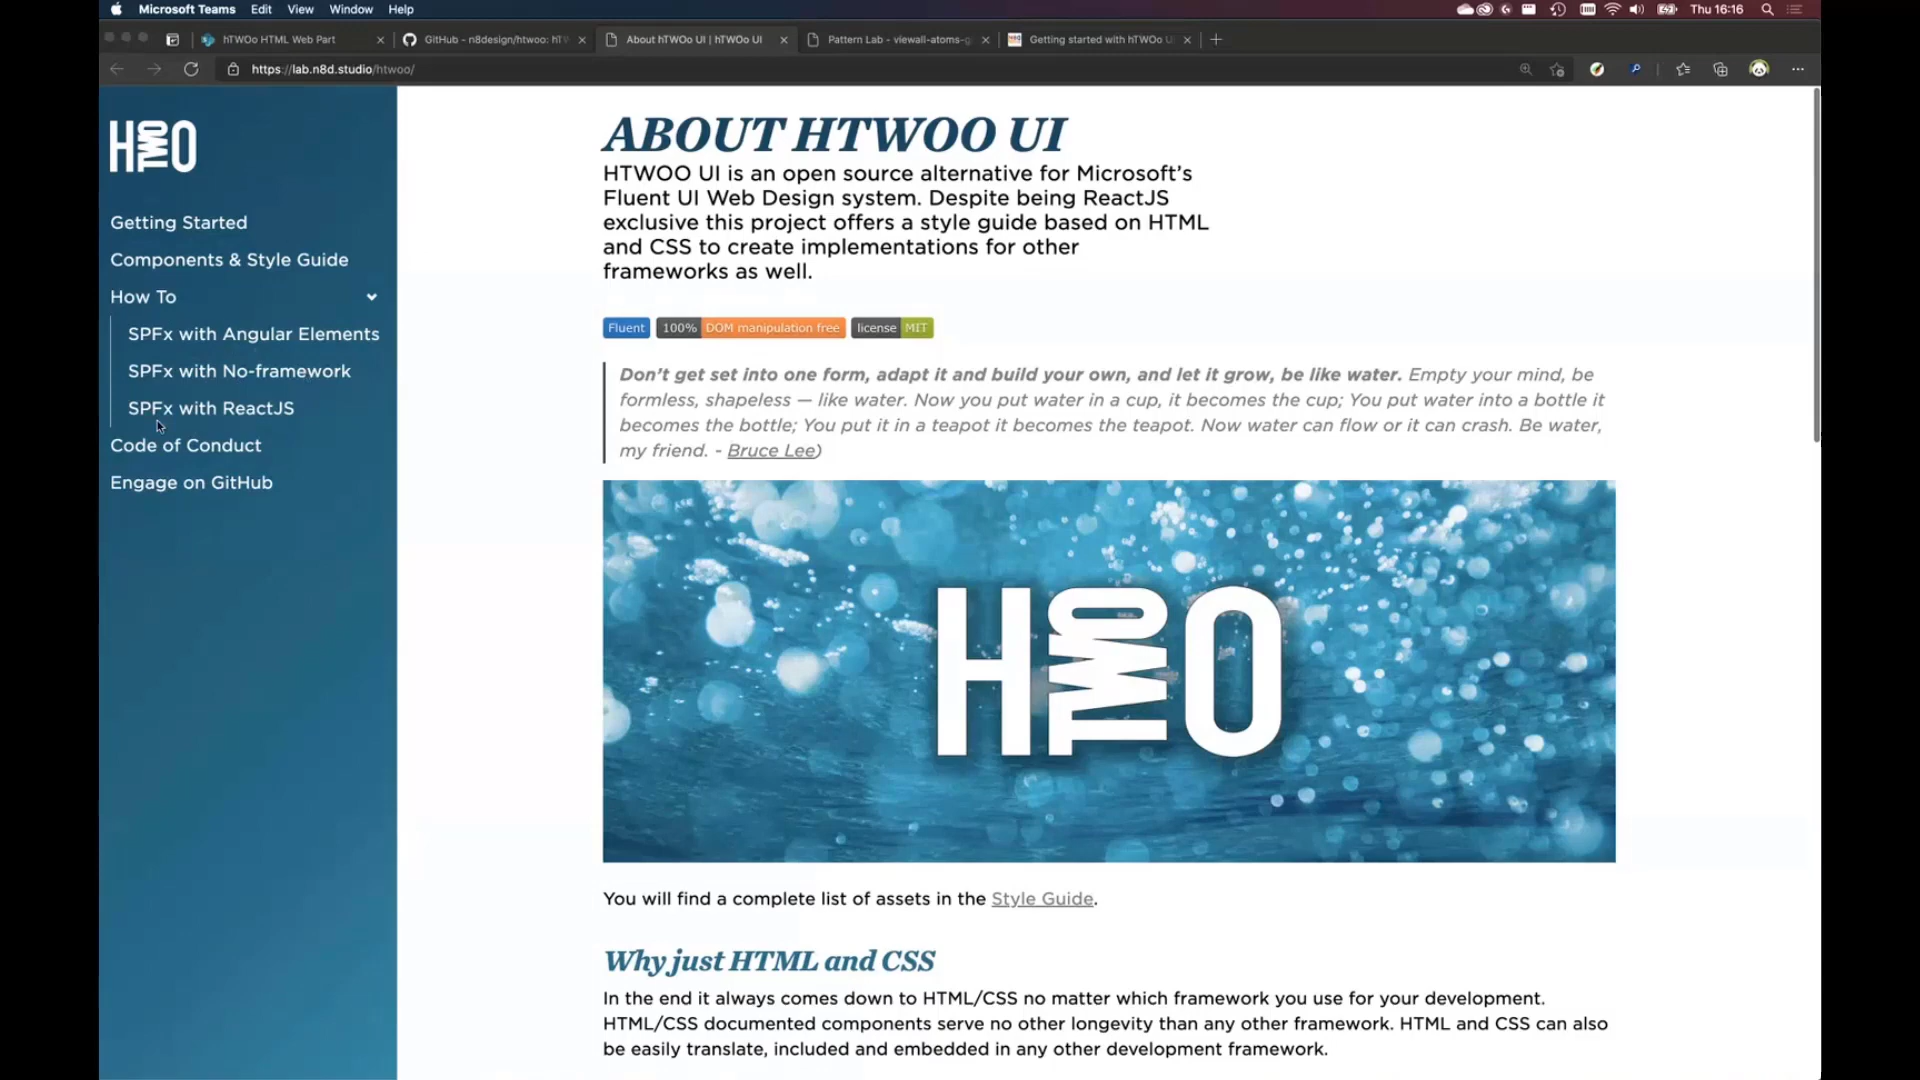 Microsoft Teams Edit View Window Help Thu 16:16
hTWOo HTML Web Part
GitHub - n8design/htwoo: hT
About hTWOo UI | hTWOo UI
Pattern Lab - viewall-atoms-g
Getting started with hTWOo U
https://lab.n8d.studio/htwoo/
H TWO O
Getting Started
Components & Style Guide
How To
SPFx with Angular Elements
SPFx with No-framework
SPFx with ReactJS
Code of Conduct
Engage on GitHub
ABOUT HTWOO UI
HTWOO UI is an open source alternative for Microsoft’s
Fluent UI Web Design system. Despite being ReactJS
exclusive this project offers a style guide based on HTML
and CSS to create implementations for other
frameworks as well.
Fluent 100% DOM manipulation free license MIT
Don’t get set into one form, adapt it and build your own, and let it grow, be like water. Empty your mind, be
formless, shapeless — like water. Now you put water in a cup, it becomes the cup; You put water into a bottle it
becomes the bottle; You put it in a teapot it becomes the teapot. Now water can flow or it can crash. Be water,
my friend. - Bruce Lee)
H TWO O
You will find a complete list of assets in the Style Guide.
Why just HTML and CSS
In the end it always comes down to HTML/CSS no matter which framework you use for your development.
HTML/CSS documented components serve no other longevity than any other framework. HTML and CSS can also
be easily translate, included and embedded in any other development framework.